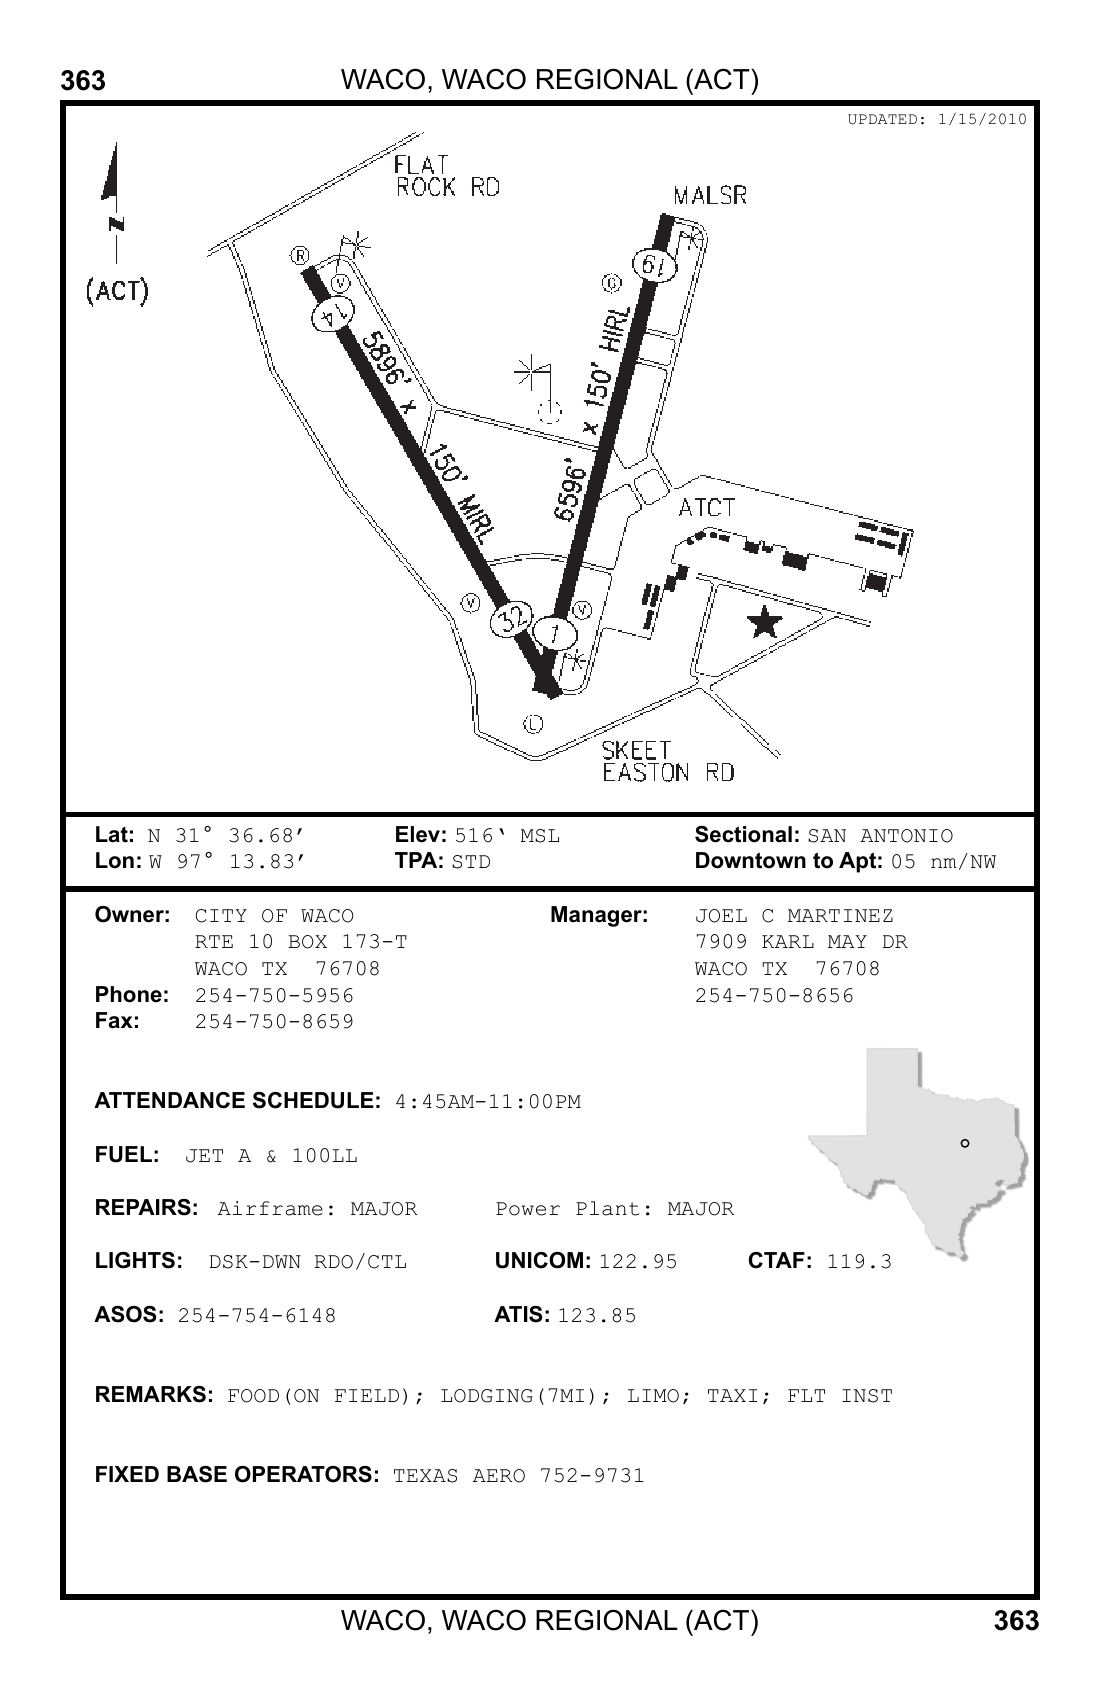 363 WACO, WACO REGIONAL (ACT)
UPDATED: 1/15/2010
FLAT
ROCK RD
MALSR
N
(ACT)
R
V
14
G
19
5896' x 150' MIRL
6596' x 150' HIRL
ATCT
V
32
1
V
L
SKEET
EASTON RD
Lat: N 31° 36.68′ Elev: 516‘ MSL Sectional: SAN ANTONIO
Lon: W 97° 13.83′ TPA: STD Downtown to Apt: 05 nm/NW
Owner: CITY OF WACO Manager: JOEL C MARTINEZ
RTE 10 BOX 173-T 7909 KARL MAY DR
WACO TX 76708 WACO TX 76708
Phone: 254-750-5956 254-750-8656
Fax: 254-750-8659
ATTENDANCE SCHEDULE: 4:45AM-11:00PM
FUEL: JET A & 100LL
REPAIRS: Airframe: MAJOR Power Plant: MAJOR
LIGHTS: DSK-DWN RDO/CTL UNICOM: 122.95 CTAF: 119.3
ASOS: 254-754-6148 ATIS: 123.85
REMARKS: FOOD(ON FIELD); LODGING(7MI); LIMO; TAXI; FLT INST
FIXED BASE OPERATORS: TEXAS AERO 752-9731
WACO, WACO REGIONAL (ACT) 363